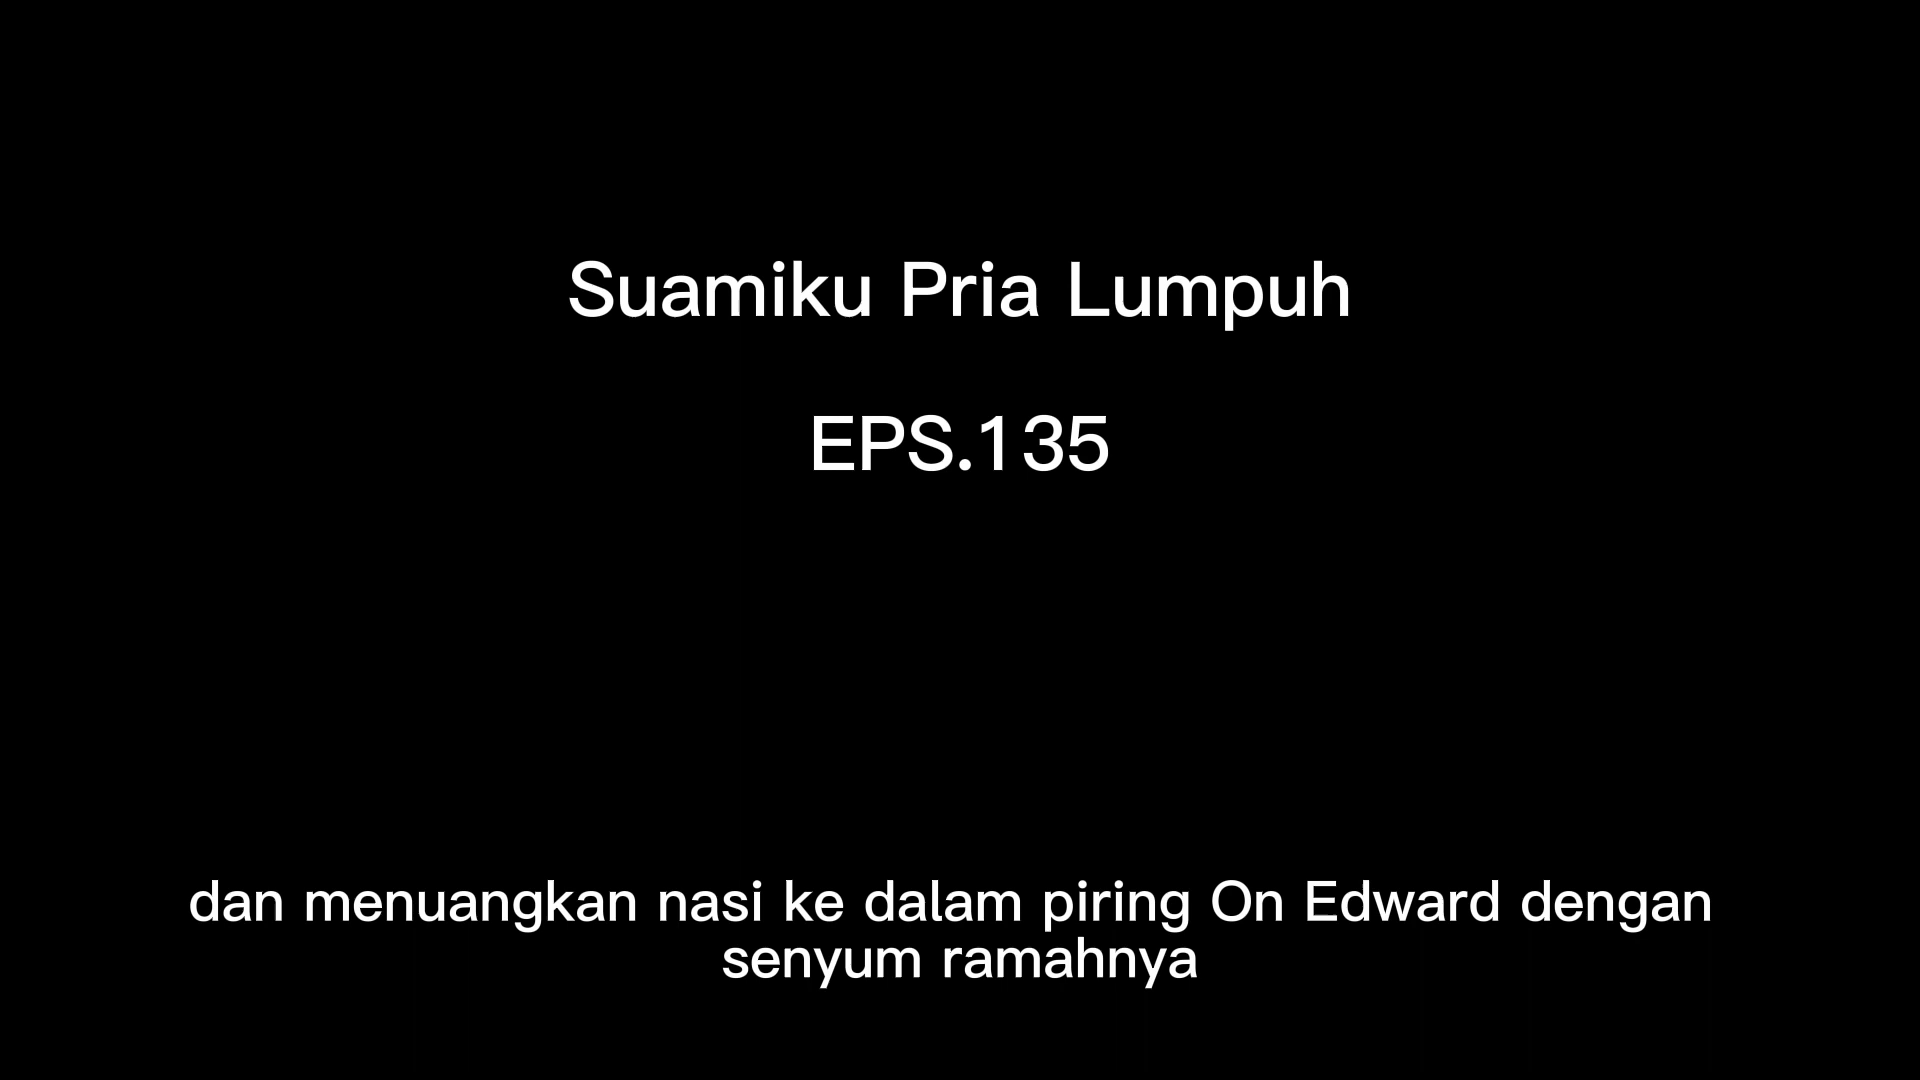 Suamiku Pria Lumpuh
EPS.135
dan menuangkan nasi ke dalam piring On Edward dengan
senyum ramahnya